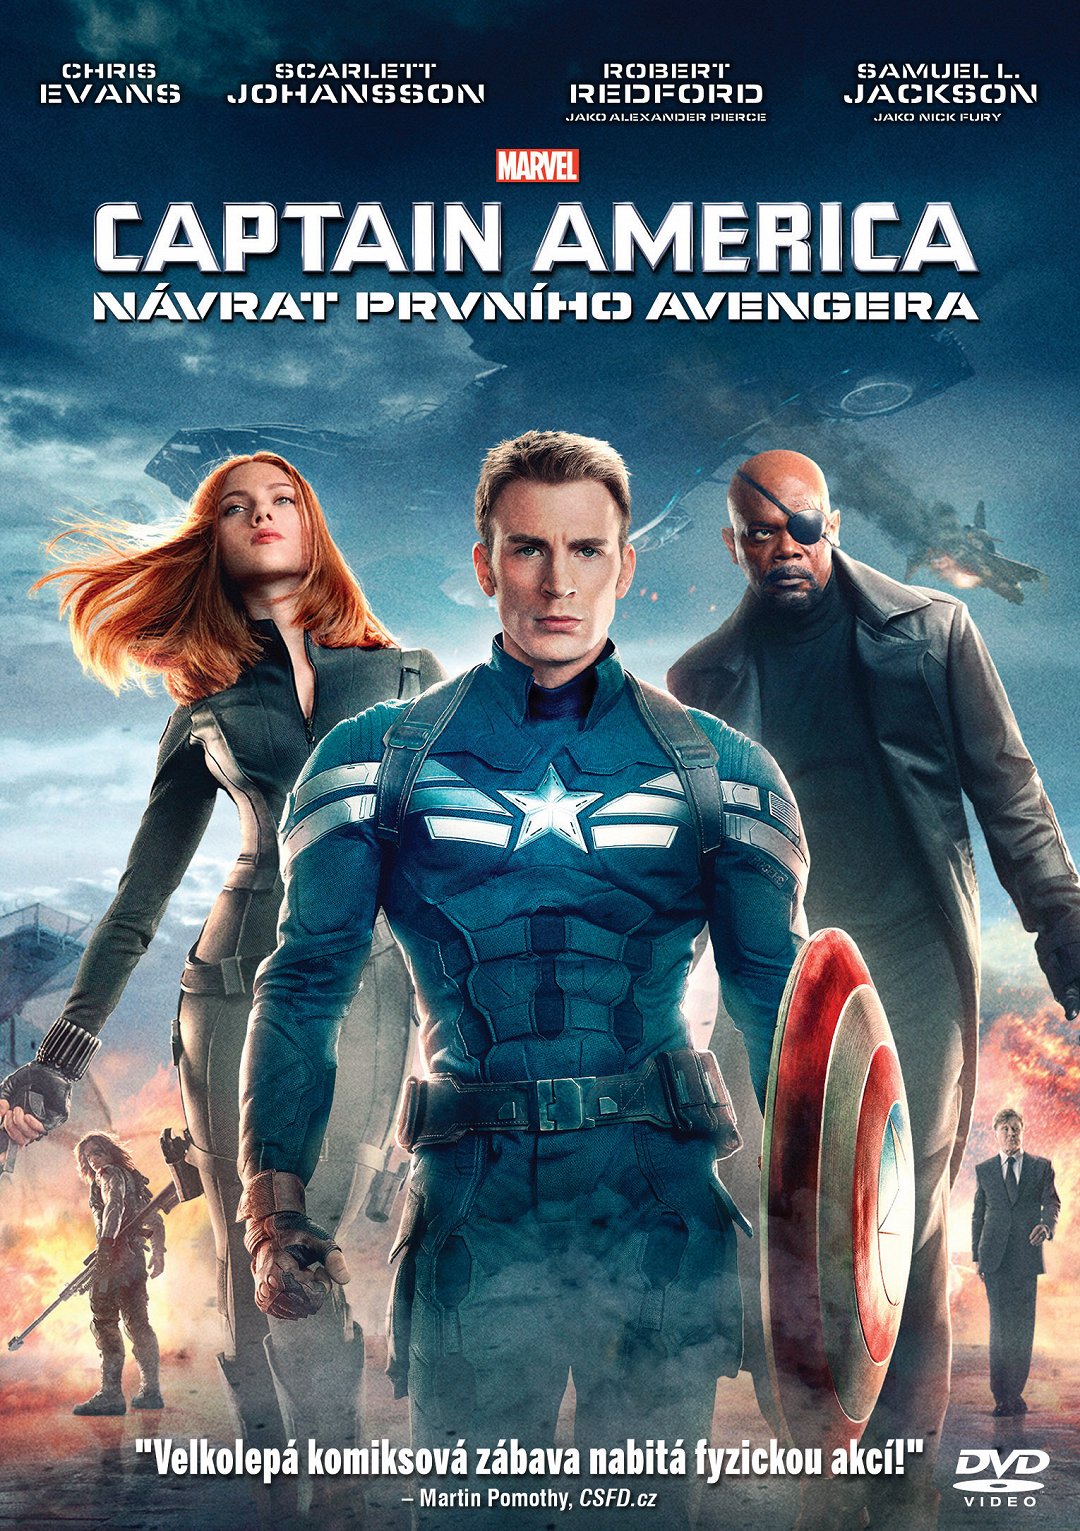 CHRIS
EVANS
SCARLETT
JOHANSSON
ROBERT
REDFORD
JAKO ALEXANDER PIERCE
SAMUEL L.
JACKSON
JAKO NICK FURY
MARVEL
CAPTAIN AMERICA
NÁVRAT PRVNÍHO AVENGERA
"Velkolepá komiksová zábava nabitá fyzickou akcí!"
– Martin Pomothy, CSFD.cz
DVD
VIDEO